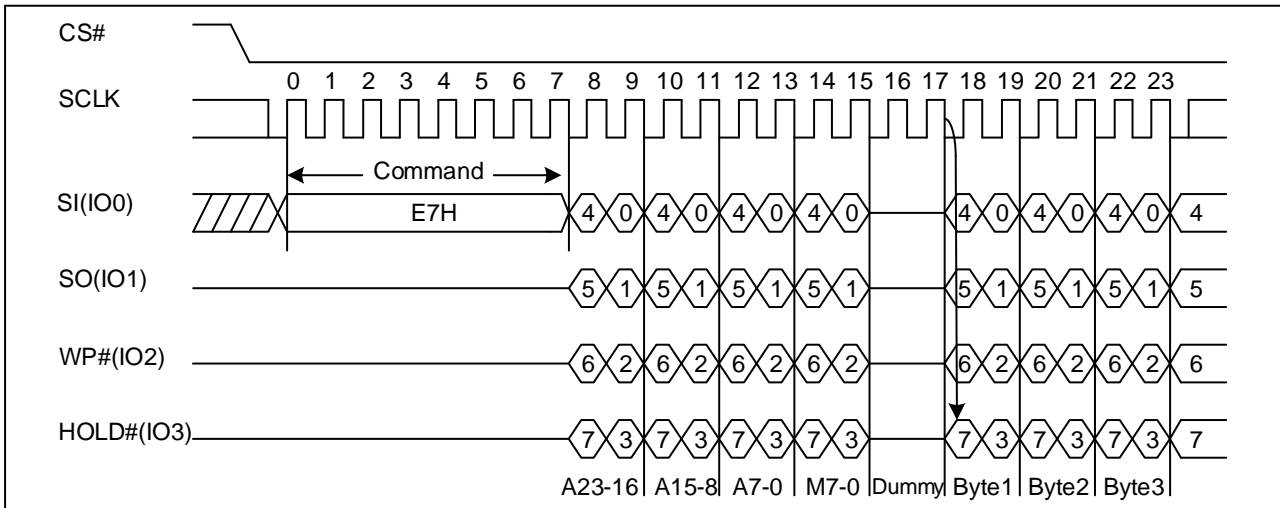 CS#
0 1 2 3 4 5 6 7 8 9 10 11 12 13 14 15 16 17 18 19 20 21 22 23
SCLK
Command
SI(IO0)
E7H 4 0 4 0 4 0 4 0 4 0 4 0 4 0 4
SO(IO1)
5 1 5 1 5 1 5 1 5 1 5 1 5 1 5
WP#(IO2)
6 2 6 2 6 2 6 2 6 2 6 2 6 2 6
HOLD#(IO3)
7 3 7 3 7 3 7 3 7 3 7 3 7 3 7
A23-16 A15-8 A7-0 M7-0 Dummy Byte1 Byte2 Byte3